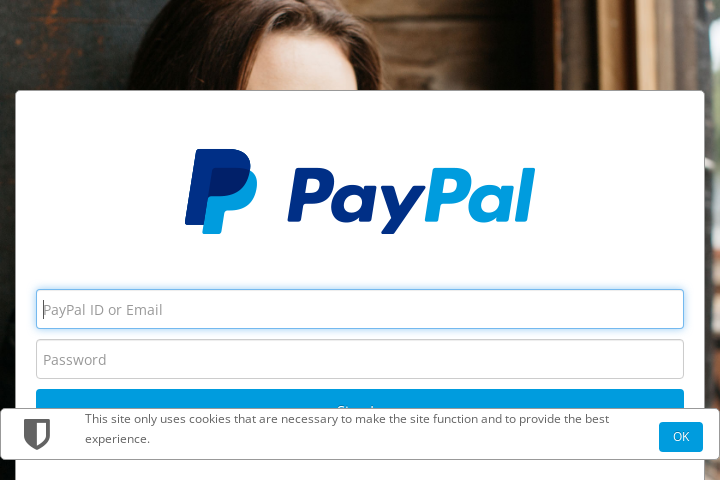 PayPal
PayPal ID or Email
Password
This site only uses cookies that are necessary to make the site function and to provide the best
experience.
OK